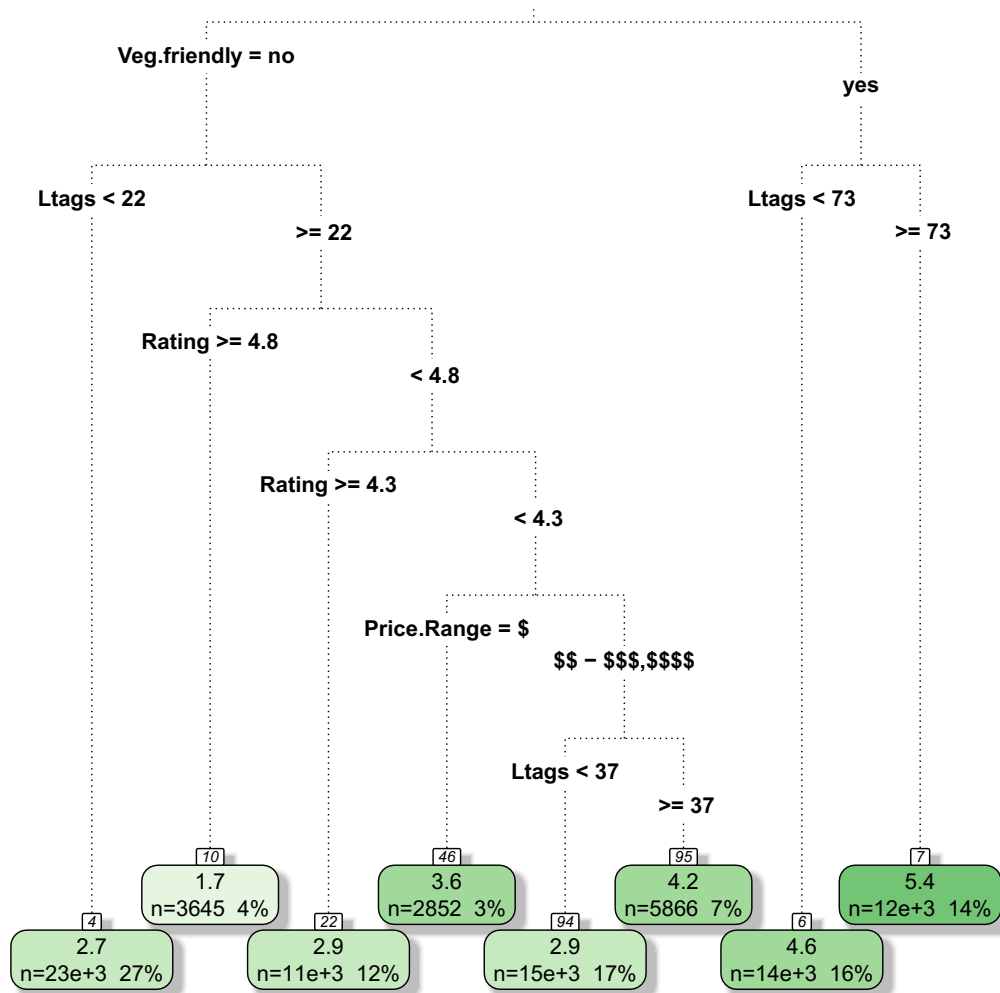 Veg.friendly = no
yes
Ltags < 22
>= 22
Ltags < 73
>= 73
Rating >= 4.8
< 4.8
Rating >= 4.3
< 4.3
Price.Range = $
$$ − $$$,$$$$
Ltags < 37
>= 37
10
1.7
n=3645 4%
46
3.6
n=2852 3%
95
4.2
n=5866 7%
7
5.4
n=12e+3 14%
4
2.7
n=23e+3 27%
22
2.9
n=11e+3 12%
94
2.9
n=15e+3 17%
6
4.6
n=14e+3 16%